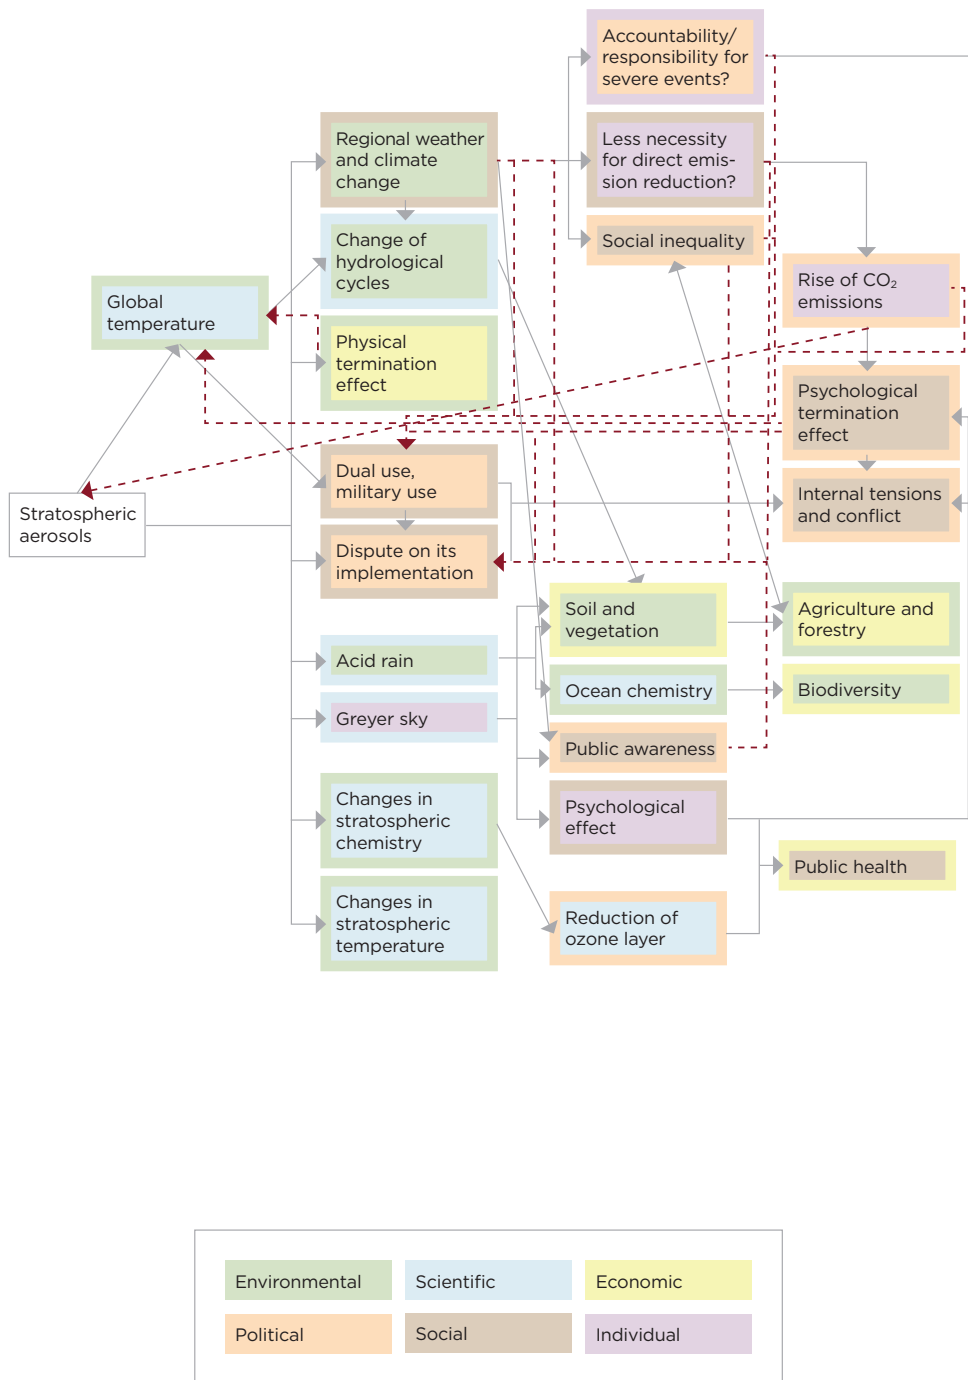 Accountability/
responsibility for
severe events?
Regional weather
and climate
change
Less necessity
for direct emis-
sion reduction?
Change of
hydrological
cycles
Social inequality
Global
temperature
Rise of CO₂
emissions
Physical
termination
effect
Psychological
termination
effect
Dual use,
military use
Internal tensions
and conflict
Stratospheric
aerosols
Dispute on its
implementation
Soil and
vegetation
Agriculture and
forestry
Acid rain
Ocean chemistry
Biodiversity
Greyer sky
Public awareness
Changes in
stratospheric
chemistry
Psychological
effect
Public health
Changes in
stratospheric
temperature
Reduction of
ozone layer
Environmental
Scientific
Economic
Political
Social
Individual